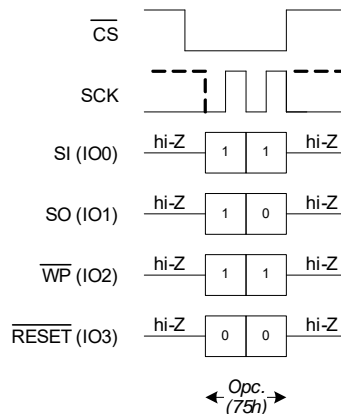 CS
SCK
hi-Z hi-Z
SI (IO0) 1 1
hi-Z hi-Z
SO (IO1) 1 0
hi-Z hi-Z
WP (IO2) 1 1
hi-Z hi-Z
RESET (IO3) 0 0
Opc.
(75h)